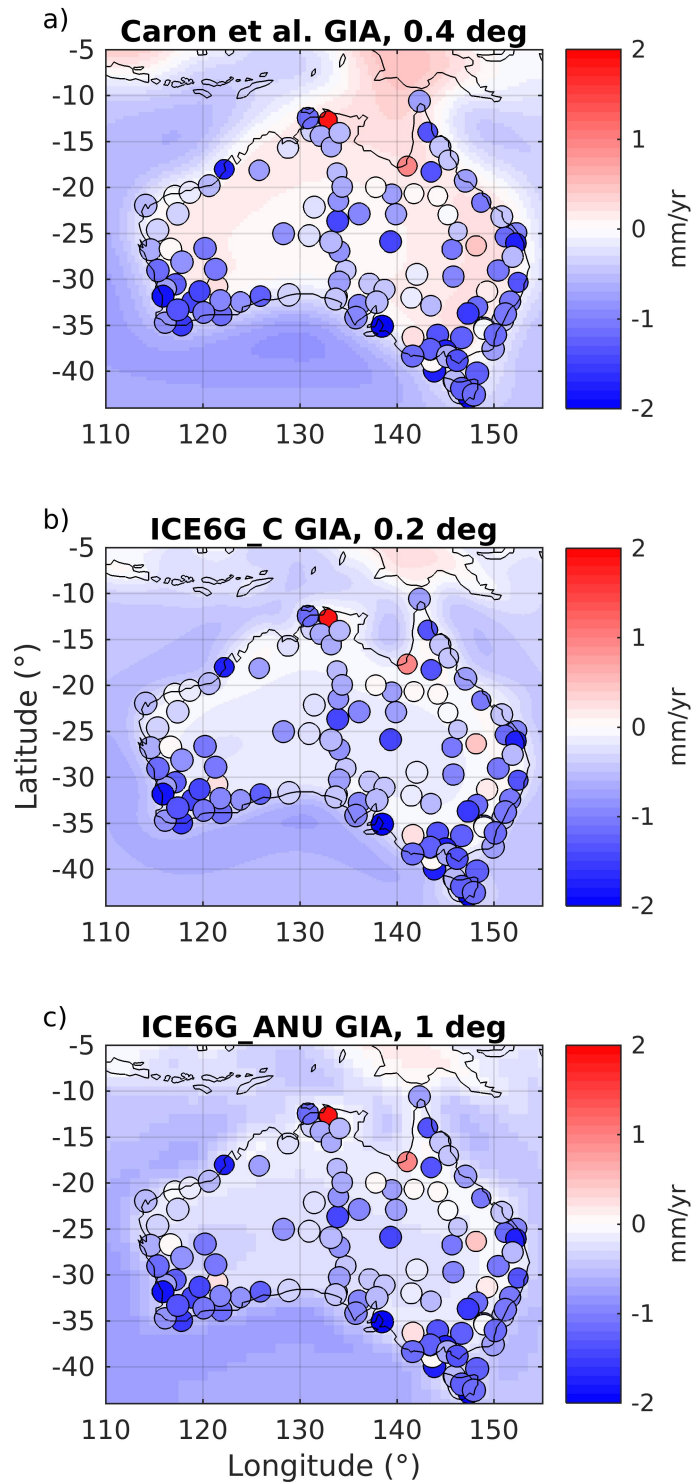 a)
Caron et al. GIA, 0.4 deg
-5
-10
-15
-20
-25
-30
-35
-40
110 120 130 140 150
2
1
0
-1
-2
mm/yr
b)
ICE6G_C GIA, 0.2 deg
-5
-10
-15
-20
-25
-30
-35
-40
Latitude (°)
110 120 130 140 150
2
1
0
-1
-2
mm/yr
c)
ICE6G_ANU GIA, 1 deg
-5
-10
-15
-20
-25
-30
-35
-40
110 120 130 140 150
Longitude (°)
2
1
0
-1
-2
mm/yr